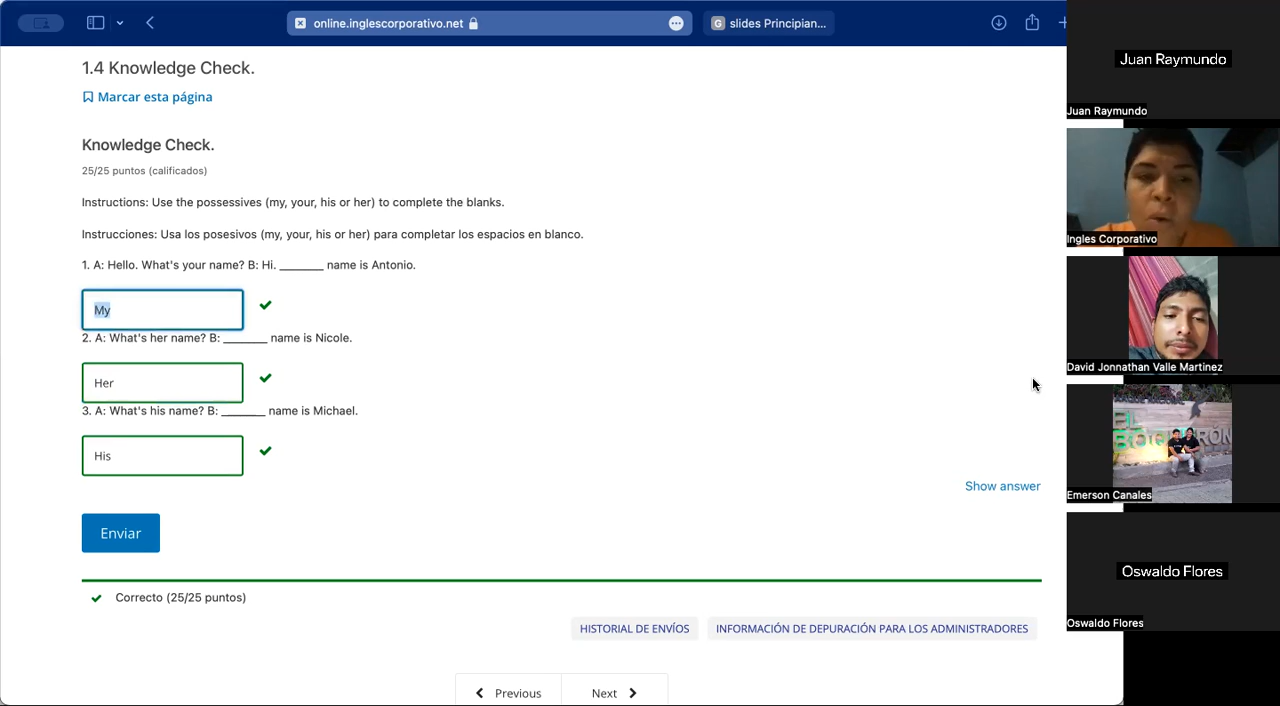 online.inglescorporativo.net
slides Principian...
1.4 Knowledge Check.
Marcar esta página
Knowledge Check.
25/25 puntos (calificados)
Instructions: Use the possessives (my, your, his or her) to complete the blanks.
Instrucciones: Usa los posesivos (my, your, his or her) para completar los espacios en blanco.
1. A: Hello. What's your name? B: Hi. _______ name is Antonio.
My
2. A: What's her name? B: _______ name is Nicole.
Her
3. A: What's his name? B: _______ name is Michael.
His
Show answer
Enviar
Correcto (25/25 puntos)
HISTORIAL DE ENVÍOS
INFORMACIÓN DE DEPURACIÓN PARA LOS ADMINISTRADORES
Previous
Next
Juan Raymundo
Juan Raymundo
Ingles Corporativo
David Jonnathan Valle Martinez
Emerson Canales
Oswaldo Flores
Oswaldo Flores